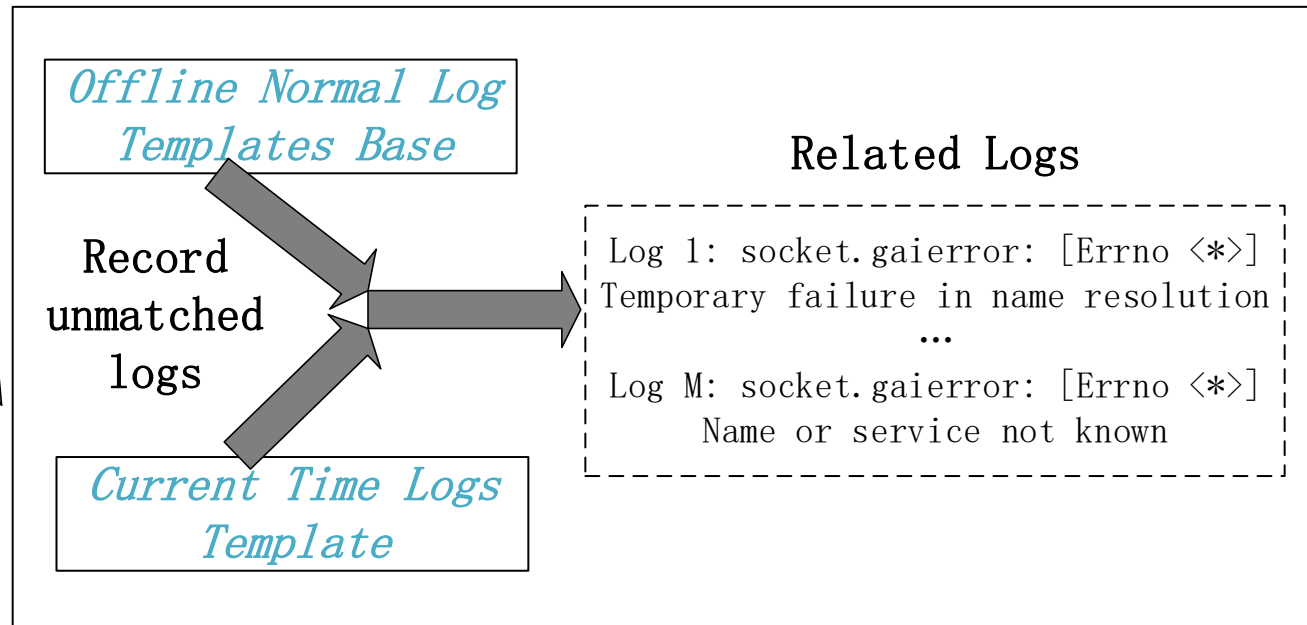 Offline Normal Log
Templates Base
Record
unmatched
logs
Current Time Logs
Template
Related Logs
Log 1: socket.gaierror: [Errno <*>]
Temporary failure in name resolution
…
Log M: socket.gaierror: [Errno <*>]
Name or service not known